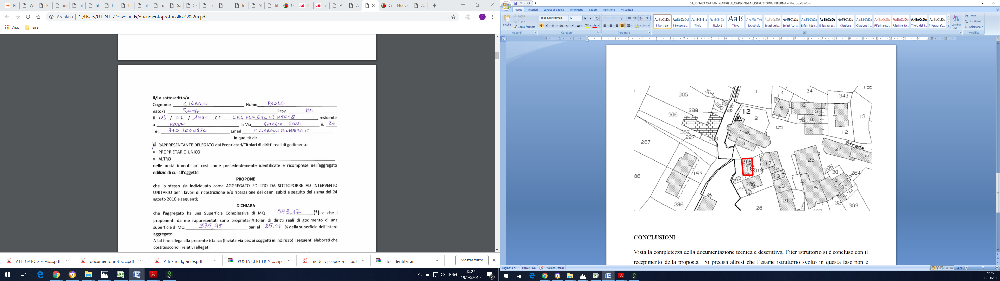 Archivio | C:/Users/UTENTE/Downloads/documentoprotocollo%20(20).pdf
App sirs
Il/La sottoscritto/a
Cognome CIARALLI Nome PAOLA
nato/a ROMA Prov. RM
il 03 / 07 / 1961, C.F. CRL PLA 61L43 H501S residente
a ROMA in Via GIORGIO GHISI n. 23
Tel. 340.3004880 Email P.CIARALLI@LIBERO.IT
in qualità di:
RAPPRESENTANTE DELEGATO dai Proprietari/Titolari di diritti reali di godimento
• PROPRIETARIO UNICO
• ALTRO
delle unità immobiliari così come precedentemente identificate e ricomprese nell'aggregato
edilizio di cui all'oggetto
PROPONE
che lo stesso sia individuato come AGGREGATO EDILIZIO DA SOTTOPORRE AD INTERVENTO
UNITARIO per i lavori di ricostruzione e/o riparazione dei danni subiti a seguito del sisma del 24
agosto 2016 e seguenti;
DICHIARA
che l'aggregato ha una Superficie Complessiva di MQ 393,17 (*) e che i
proponenti da me rappresentati sono proprietari/titolari di diritti reali di godimento di una
superficie di MQ 335,95 pari al 85,44 % della superficie dell'intero
aggregato.
A tal fine allega alla presente istanza (inviata via pec ai soggetti in indirizzo) i seguenti elaborati che
costituiscono i relativi allegati:
ALLEGATO_2_-_Vis....pdf
documentoprotoc....pdf
Adriano Ilgrande.pdf
POSTA CERTIFICAT....zip
modulo proposta f....pdf
doc identità.rar
Mostra tutto
ENG
15:27
19/03/2019
2
01_ID 3439 CATTANI GABRIELE_CARLONI-LAF_ISTRUTTORIA INTERNA - Microsoft Word
Home Inserisci Layout di pagina Riferimenti Lettere Revisione Visualizza
Incolla
Taglia
Copia
Copia formato
Appunti
Times New Roman 12
Carattere
Paragrafo
¶ Normale ¶ Nessuna ... Titolo 1 Titolo 2 Titolo Sottotitolo Enfasi delic... Enfasi (cors... Enfasi inten... Enfasi (gras... Citazione Citazione in... Riferimento... Riferimento... Titolo del li... ¶ Paragrafo...
Cambia stili
Stili
Trova
Sostituisci
Seleziona
Modifica
305 304 1 4 341 343
290 12 5 6 11
306 289 2 10 13
7 8
9
307 227 308 A 12
287 3 Strada
27
29
318 17 23
16 319 18 308 30 284
153 19 31
88 289 286 20 25 33
22 34
21 32
286 28 303
CONCLUSIONI
Vista la completezza della documentazione tecnica e descrittiva, l'iter istruttorio si è concluso con il
recepimento della proposta. Si precisa altresì che l'esame istruttorio svolto in questa fase non è
Pagina: 3 di 3 Parole: 376 Italiano (Italia) 140%
15:27
19/03/2019